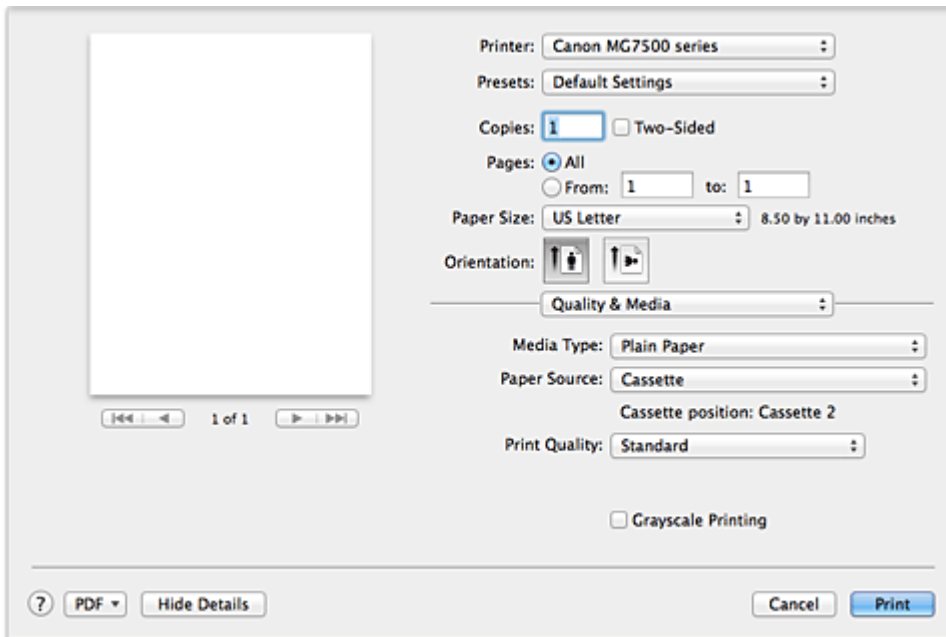 Printer: Canon MG7500 series
Presets: Default Settings
Copies: 1 Two-Sided
Pages: All
From: 1 to: 1
Paper Size: US Letter 8.50 by 11.00 inches
Orientation:
Quality & Media
Media Type: Plain Paper
Paper Source: Cassette
Cassette position: Cassette 2
1 of 1
Print Quality: Standard
Grayscale Printing
? PDF Hide Details Cancel Print